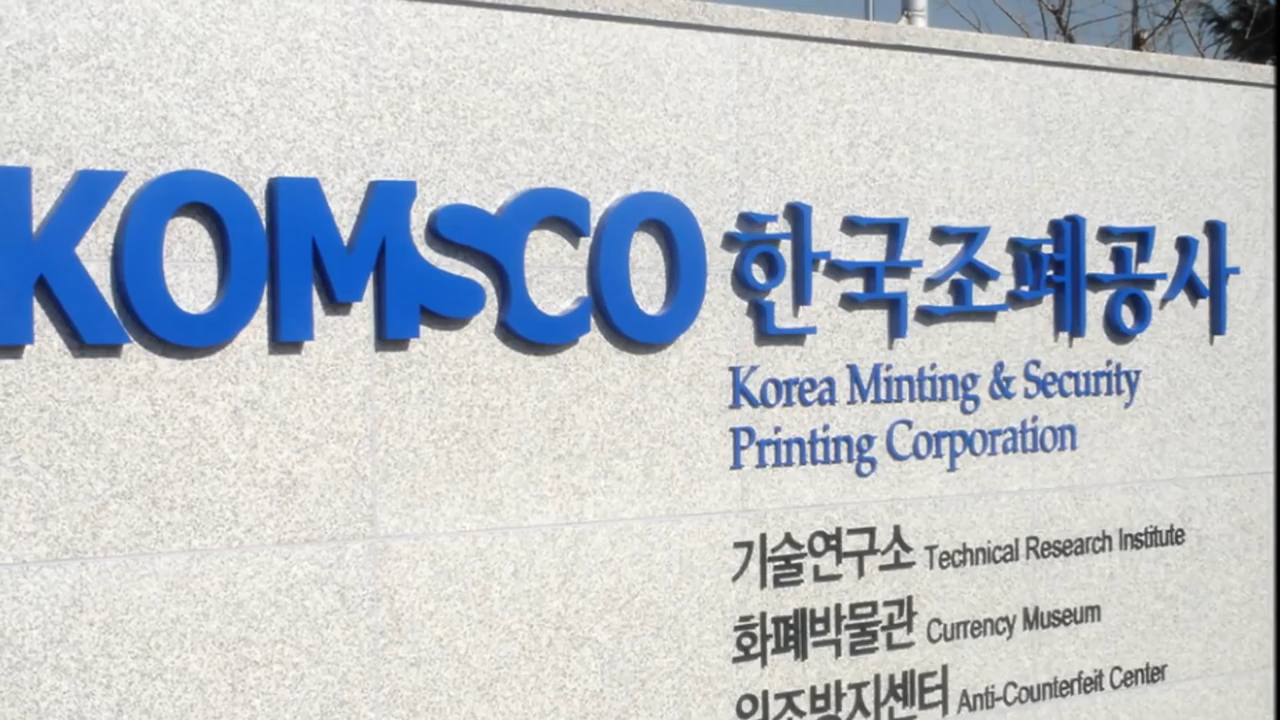 KOMSCO 한국조폐공사
Korea Minting & Security
Printing Corporation
기술연구소 Technical Research Institute
화폐박물관 Currency Museum
위조방지센터 Anti-Counterfeit Center